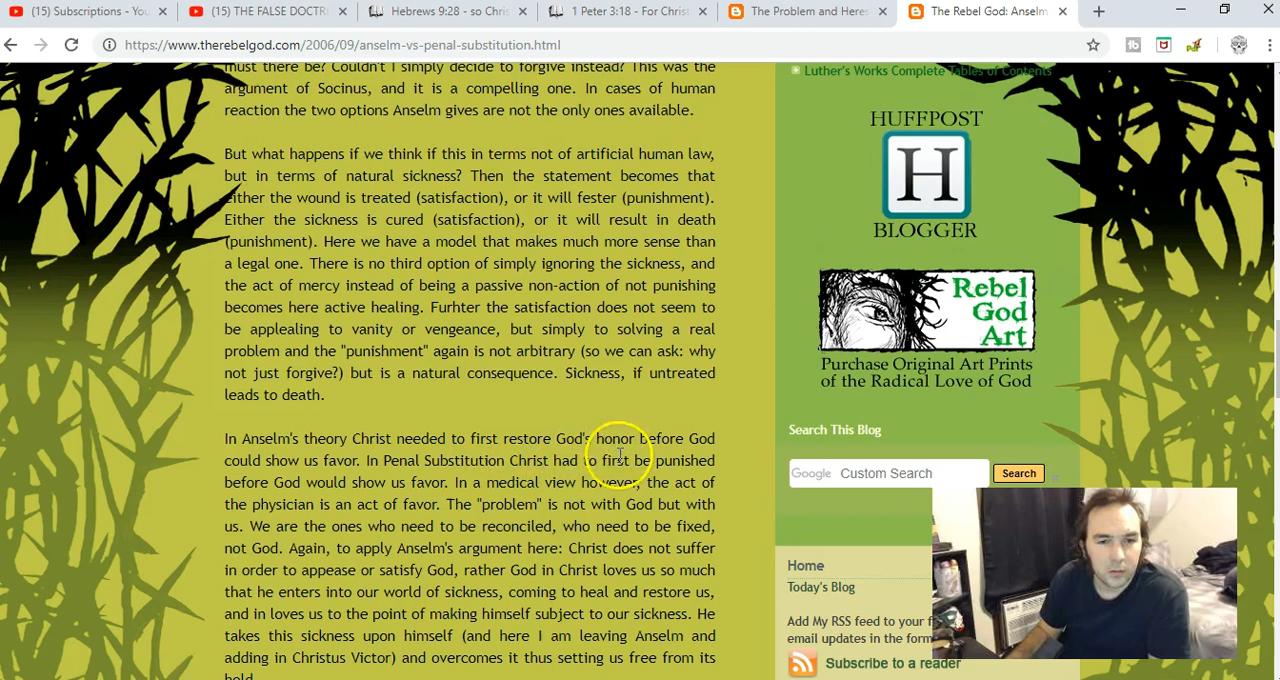 (15) Subscriptions - You
(15) THE FALSE DOCTRI
Hebrews 9:28 - so Chris
1 Peter 3:18 - For Christ
The Problem and Heres
The Rebel God: Anselm
https://www.therebelgod.com/2006/09/anselm-vs-penal-substitution.html
must there be? Couldn't I simply decide to forgive instead? This was the
argument of Socinus, and it is a compelling one. In cases of human
reaction the two options Anselm gives are not the only ones available.
But what happens if we think if this in terms not of artificial human law,
but in terms of natural sickness? Then the statement becomes that
either the wound is treated (satisfaction), or it will fester (punishment).
Either the sickness is cured (satisfaction), or it will result in death
(punishment). Here we have a model that makes much more sense than
a legal one. There is no third option of simply ignoring the sickness, and
the act of mercy instead of being a passive non-action of not punishing
becomes here active healing. Furhter the satisfaction does not seem to
be applealing to vanity or vengeance, but simply to solving a real
problem and the "punishment" again is not arbitrary (so we can ask: why
not just forgive?) but is a natural consequence. Sickness, if untreated
leads to death.
In Anselm's theory Christ needed to first restore God's honor before God
could show us favor. In Penal Substitution Christ had to first be punished
before God would show us favor. In a medical view however, the act of
the physician is an act of favor. The "problem" is not with God but with
us. We are the ones who need to be reconciled, who need to be fixed,
not God. Again, to apply Anselm's argument here: Christ does not suffer
in order to appease or satisfy God, rather God in Christ loves us so much
that he enters into our world of sickness, coming to heal and restore us,
and in loves us to the point of making himself subject to our sickness. He
takes this sickness upon himself (and here I am leaving Anselm and
adding in Christus Victor) and overcomes it thus setting us free from its
hold.
Luther's Works Complete Tables of Contents
HUFFPOST
H
BLOGGER
Rebel
God
Art
Purchase Original Art Prints
of the Radical Love of God
Search This Blog
Google Custom Search
Search
Home
Today's Blog
Add My RSS feed to your f
email updates in the form
Subscribe to a reader